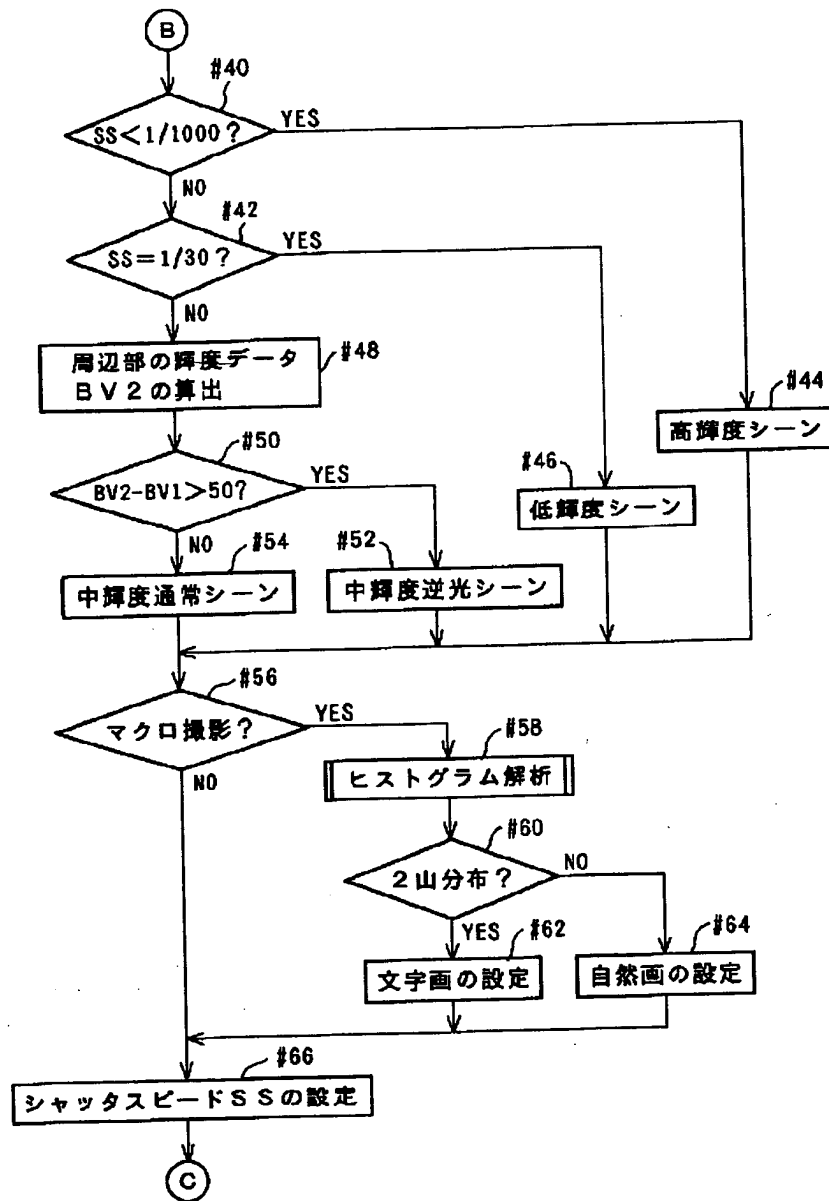 B
#40
SS<1/1000?
YES
NO
#42
SS=1/30?
YES
NO
周辺部の輝度データ
BV2の算出
#48
#44
高輝度シーン
#50
BV2-BV1>50?
YES
NO
#46
低輝度シーン
#54
中輝度通常シーン
#52
中輝度逆光シーン
#56
マクロ撮影?
YES
NO
#58
ヒストグラム解析
#60
2山分布?
NO
YES
#62
文字画の設定
#64
自然画の設定
#66
シャッタスピードSSの設定
C